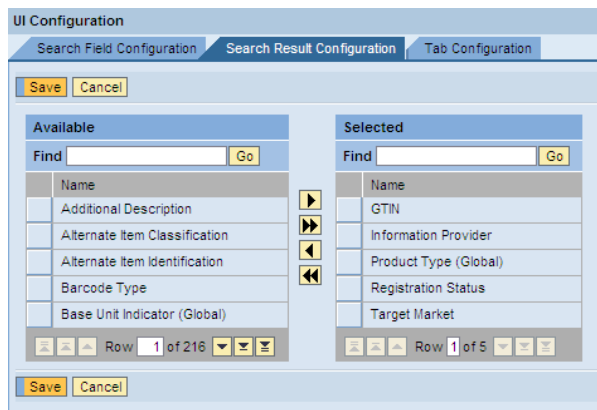 UI Configuration
Search Field Configuration Search Result Configuration Tab Configuration
Save Cancel
Available
Find Go
Name
Additional Description
Alternate Item Classification
Alternate Item Identification
Barcode Type
Base Unit Indicator (Global)
Row 1 of 216
Selected
Find Go
Name
GTIN
Information Provider
Product Type (Global)
Registration Status
Target Market
Row 1 of 5
Save Cancel